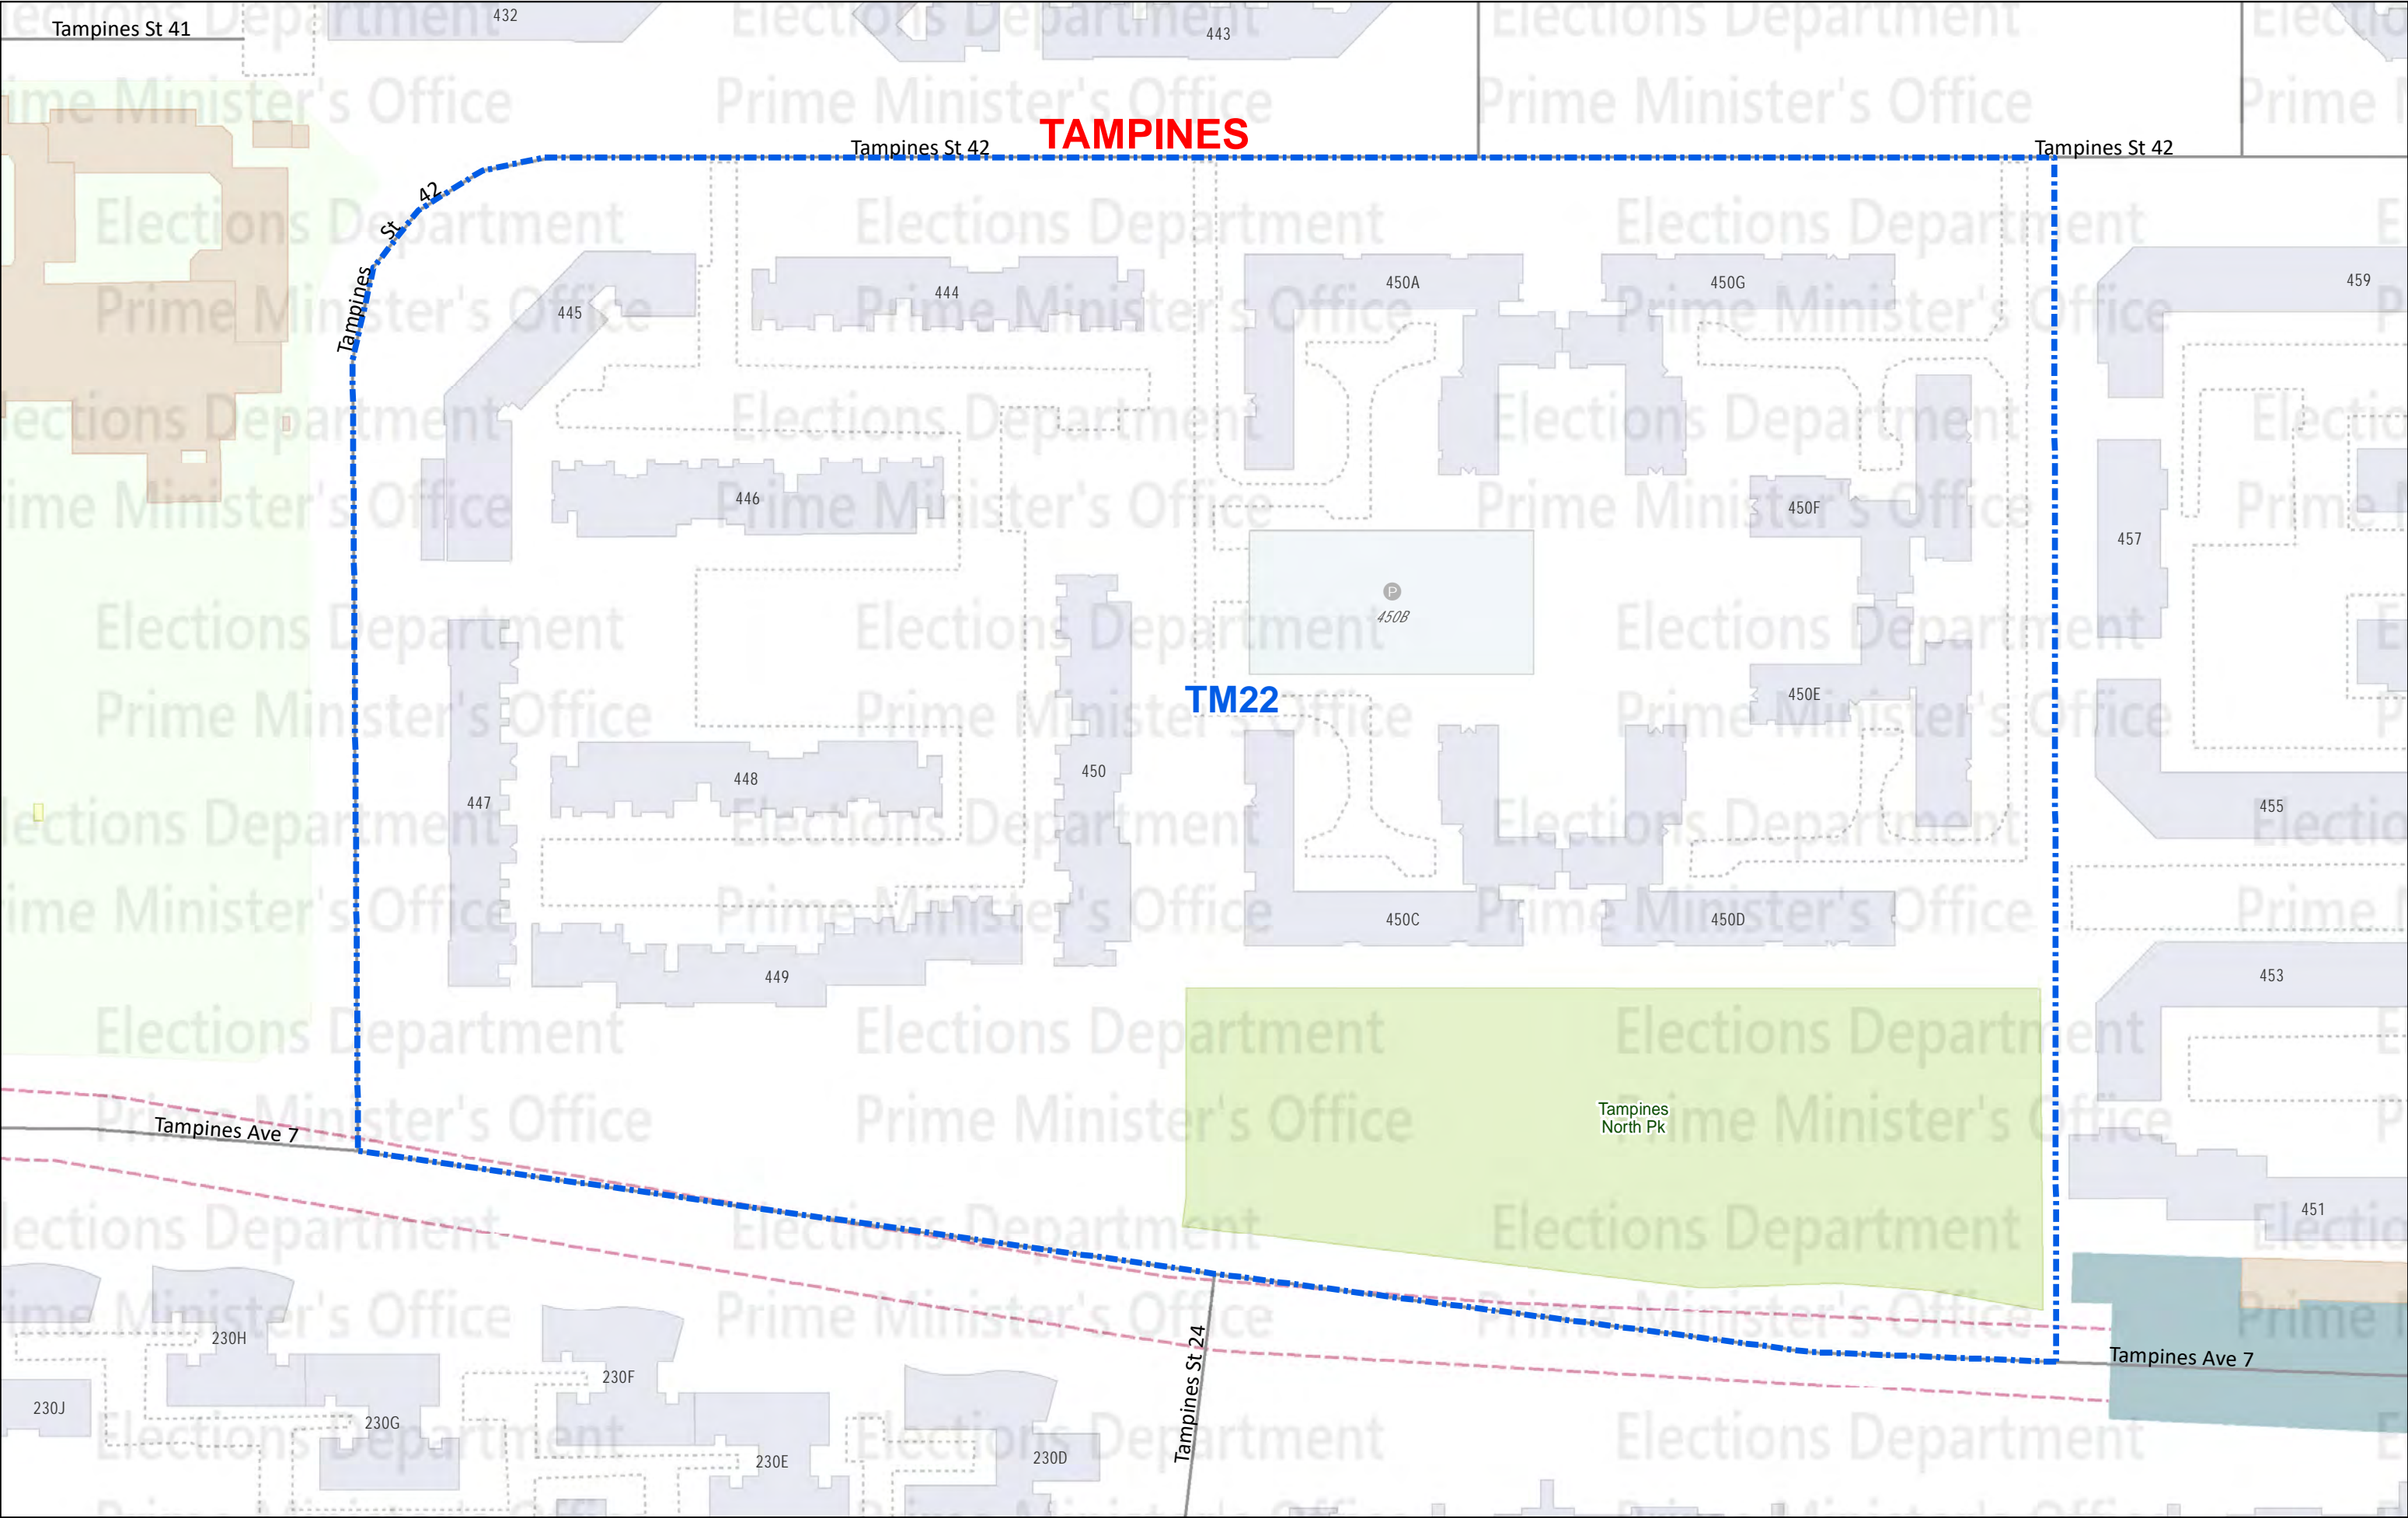 432
443
Tampines St 41
TAMPINES
Tampines St 42
Tampines St 42
Tampines St 42
445
444
450A
450G
459
446
450F
457
P
450B
TM22
450E
447
448
450
455
450C
450D
449
453
Tampines
North Pk
Tampines Ave 7
451
230H
Tampines St 24
Tampines Ave 7
230F
230J
230G
230E
230D
Elections Department
Prime Minister's Office